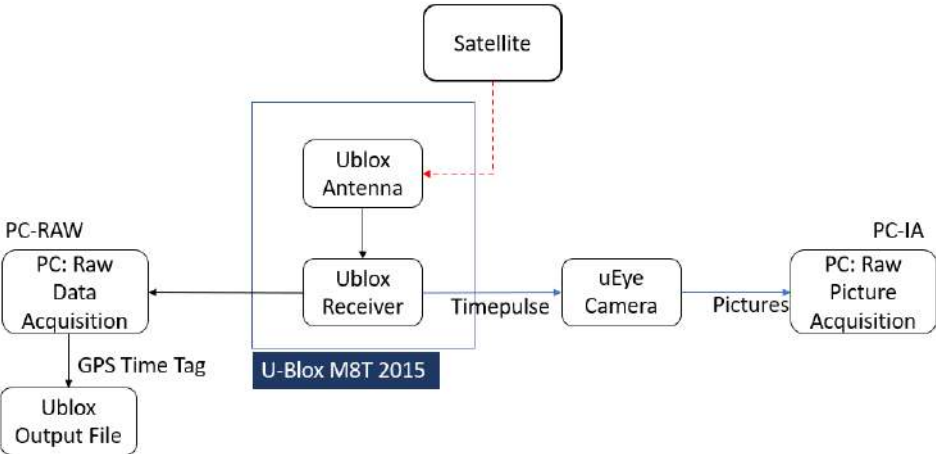 Satellite
Ublox
Antenna
PC-RAW
PC: Raw
Data
Acquisition
Ublox
Receiver
Timepulse
uEye
Camera
Pictures
PC-IA
PC: Raw
Picture
Acquisition
GPS Time Tag
U-Blox M8T 2015
Ublox
Output File